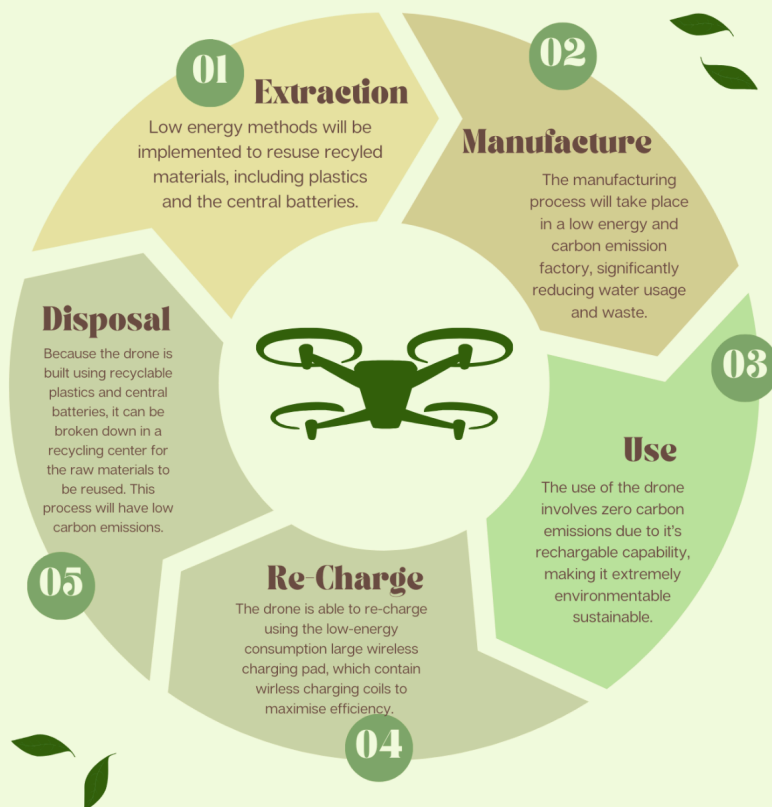 01
Extraction
Low energy methods will be
implemented to resuse recyled
materials, including plastics
and the central batteries.
02
Manufacture
The manufacturing
process will take place
in a low energy and
carbon emission
factory, significantly
reducing water usage
and waste.
03
Use
The use of the drone
involves zero carbon
emissions due to it's
rechargable capability,
making it extremely
environmentable
sustainable.
Re-Charge
The drone is able to re-charge
using the low-energy
consumption large wireless
charging pad, which contain
wirless charging coils to
maximise efficiency.
04
Disposal
Because the drone is
built using recyclable
plastics and central
batteries, it can be
broken down in a
recycling center for
the raw materials to
be reused. This
process will have low
carbon emissions.
05